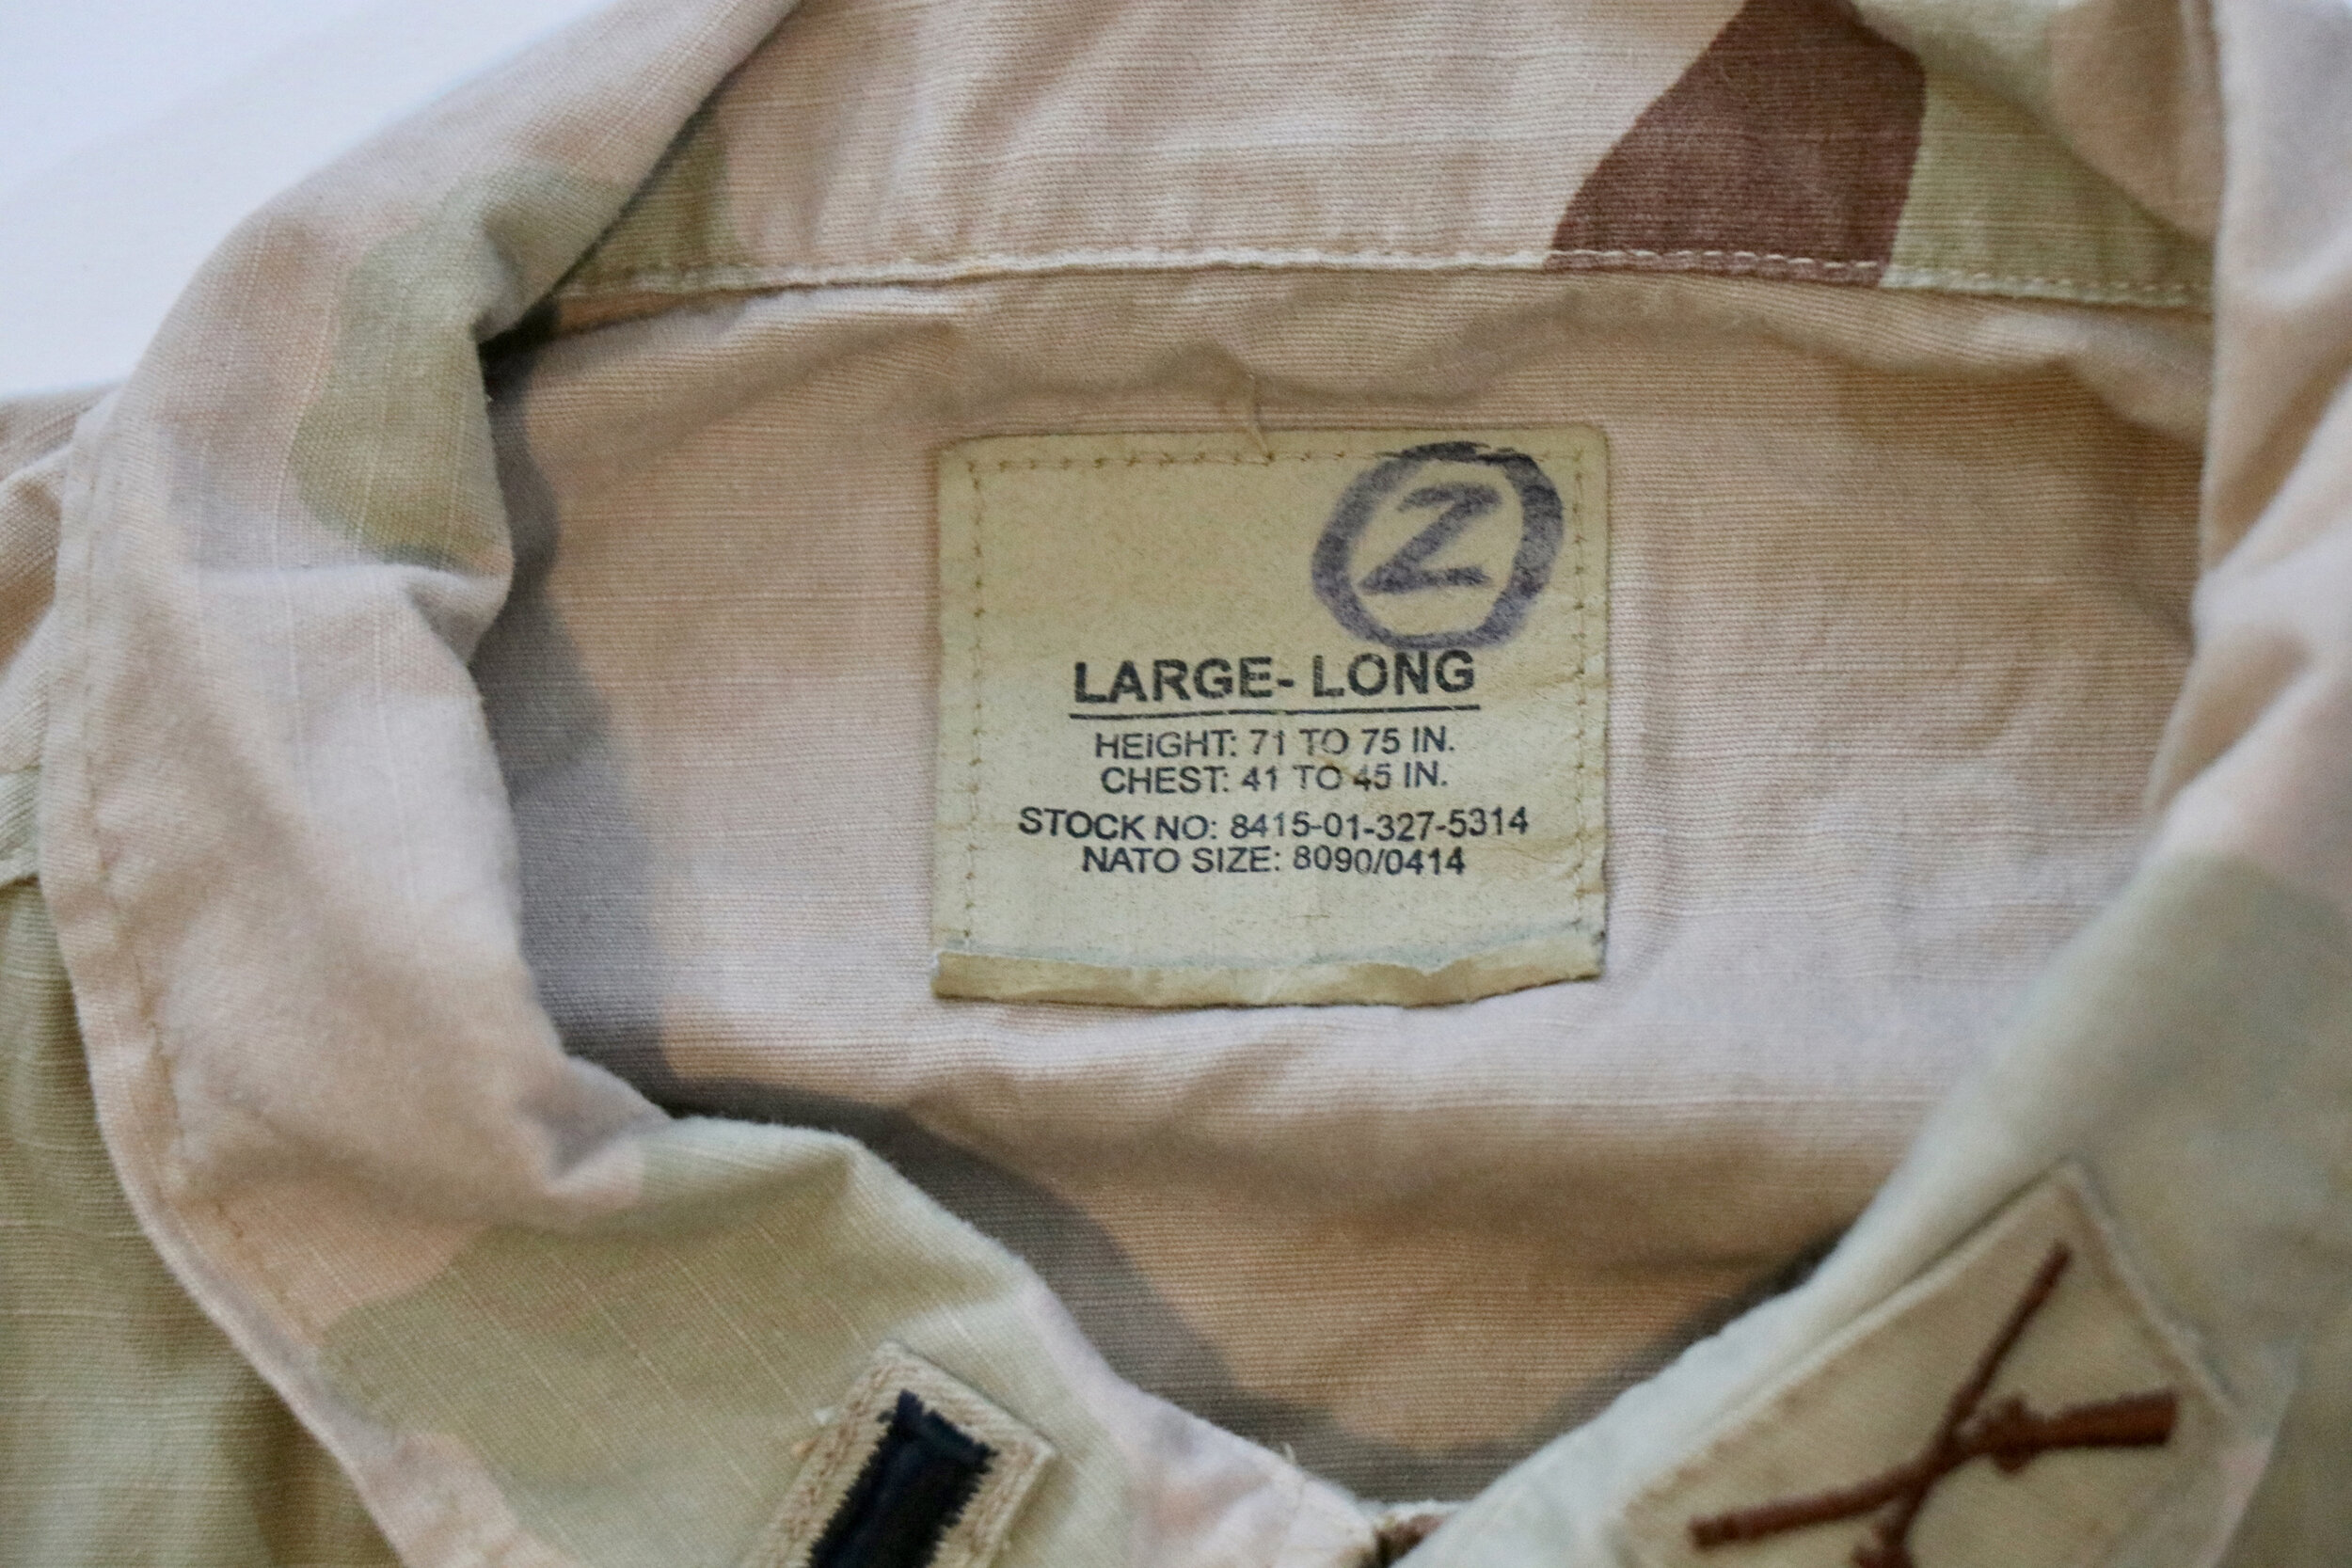 Z
LARGE- LONG
HEIGHT: 71 TO 75 IN.
CHEST: 41 TO 45 IN.
STOCK NO: 8415-01-327-5314
NATO SIZE: 8090/0414